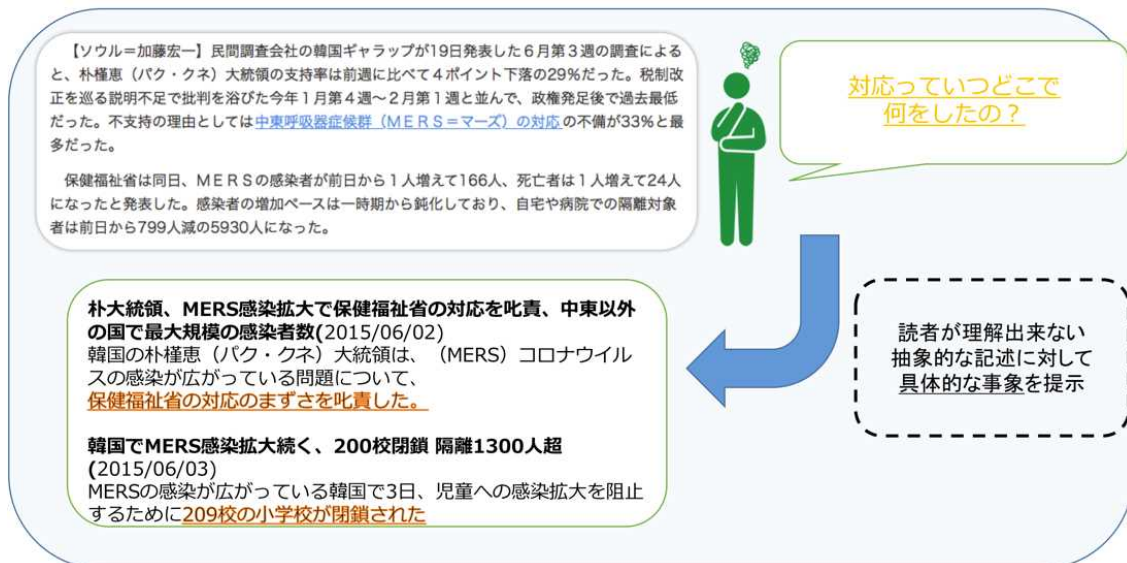 【ソウル=加藤宏一】民間調査会社の韓国ギャラップが19日発表した6月第3週の調査によると、朴槿恵（パク・クネ）大統領の支持率は前週に比べて4ポイント下落の29%だった。税制改正を巡る説明不足で批判を浴びた今年1月第4週～2月第1週と並んで、政権発足後で過去最低だった。不支持の理由としては中東呼吸器症候群（ＭＥＲＳ＝マーズ）の対応の不備が33%と最多だった。
保健福祉省は同日、ＭＥＲＳの感染者が前日から1人増えて166人、死亡者は1人増えて24人になったと発表した。感染者の増加ペースは一時期から鈍化しており、自宅や病院での隔離対象者は前日から799人減の5930人になった。
対応っていつどこで
何をしたの？
朴大統領、MERS感染拡大で保健福祉省の対応を叱責、中東以外
の国で最大規模の感染者数(2015/06/02)
韓国の朴槿恵（パク・クネ）大統領は、（MERS）コロナウイル
スの感染が広がっている問題について、
保健福祉省の対応のまずさを叱責した。
韓国でMERS感染拡大続く、200校閉鎖 隔離1300人超
(2015/06/03)
MERSの感染が広がっている韓国で3日、児童への感染拡大を阻止
するために209校の小学校が閉鎖された
読者が理解出来ない
抽象的な記述に対して
具体的な事象を提示